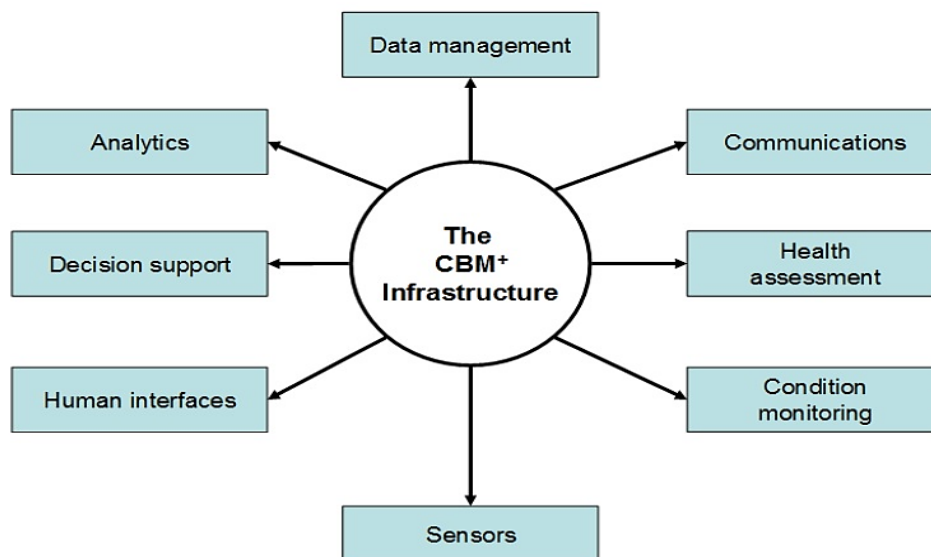 Data management
Analytics
Communications
The
CBM⁺
Infrastructure
Decision support
Health
assessment
Human interfaces
Condition
monitoring
Sensors